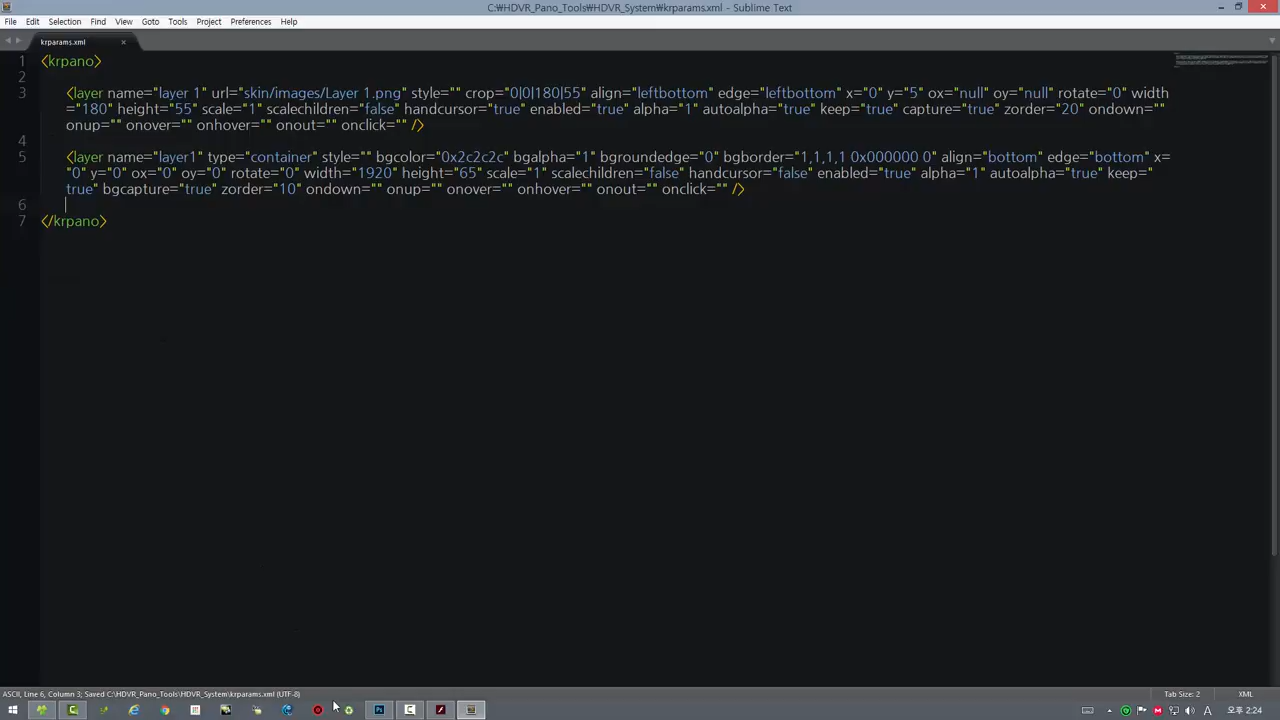 C:₩HDVR_Pano_Tools₩HDVR_System₩krparams.xml - Sublime Text
File Edit Selection Find View Goto Tools Project Preferences Help
krparams.xml ×
1 <krpano>
2
3 <layer name="layer 1" url="skin/images/Layer 1.png" style="" crop="0|0|180|55" align="leftbottom" edge="leftbottom" x="0" y="5" ox="null" oy="null" rotate="0" width
="180" height="55" scale="1" scalechildren="false" handcursor="true" enabled="true" alpha="1" autoalpha="true" keep="true" capture="true" zorder="20" ondown=""
onup="" onover="" onhover="" onout="" onclick="" />
4
5 <layer name="layer1" type="container" style="" bgcolor="0x2c2c2c" bgalpha="1" bgroundedge="0" bgborder="1,1,1,1 0x000000 0" align="bottom" edge="bottom" x=
"0" y="0" ox="0" oy="0" rotate="0" width="1920" height="65" scale="1" scalechildren="false" handcursor="false" enabled="true" alpha="1" autoalpha="true" keep="
true" bgcapture="true" zorder="10" ondown="" onup="" onover="" onhover="" onout="" onclick="" />
6
7 </krpano>
ASCII, Line 6, Column 3; Saved C:\HDVR_Pano_Tools\HDVR_System\krparams.xml (UTF-8) Tab Size: 2 XML
A 오후 2:24